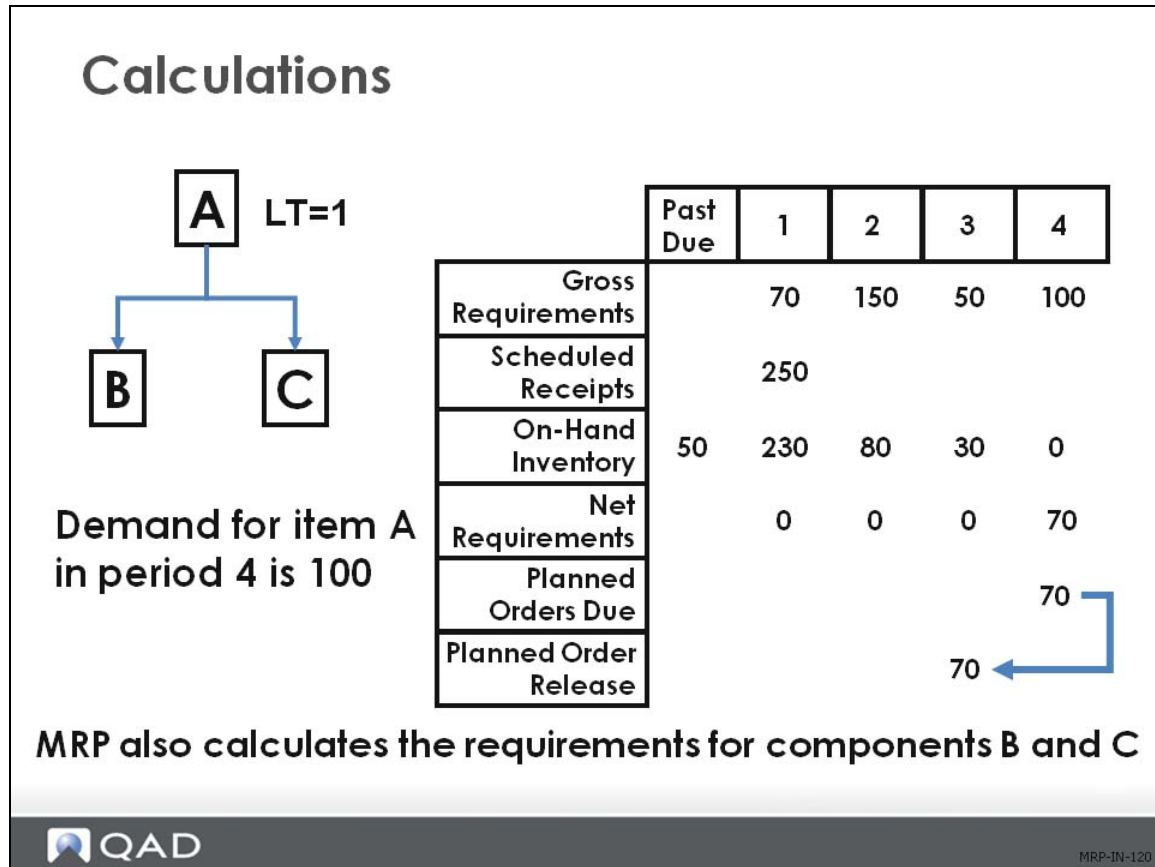 Calculations
A LT=1
B C
Demand for item A
in period 4 is 100
Past
Due 1 2 3 4
Gross
Requirements 70 150 50 100
Scheduled
Receipts 250
On-Hand
Inventory 50 230 80 30 0
Net
Requirements 0 0 0 70
Planned
Orders Due 70
Planned Order
Release 70
MRP also calculates the requirements for components B and C
QAD
MRP-IN-120